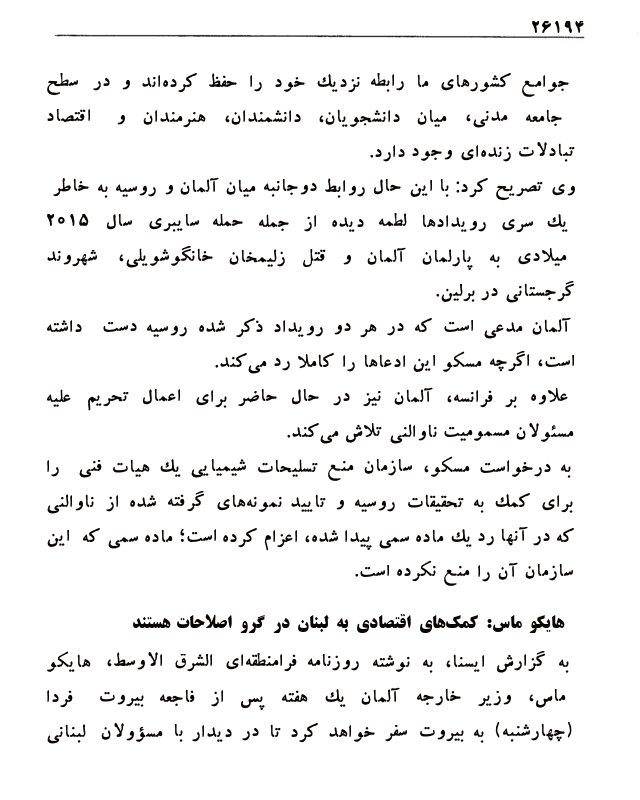 ۲۶۱۹۴
جوامع کشورهای ما رابطه نزدیك خود را حفظ کرده‌اند و در سطح
جامعه مدنی، میان دانشجویان، دانشمندان، هنرمندان و اقتصاد
تبادلات زنده‌ای وجود دارد.
وی تصریح کرد: با این حال روابط دوجانبه میان آلمان و روسیه به خاطر
یك سری رویدادها لطمه دیده از جمله حمله سایبری سال ۲۰۱۵
میلادی به پارلمان آلمان و قتل زلیمخان خانگوشویلی، شهروند
گرجستانی در برلین.
آلمان مدعی است که در هر دو رویداد ذکر شده روسیه دست داشته
است، اگرچه مسکو این ادعاها را کاملا رد می‌کند.
علاوه بر فرانسه، آلمان نیز در حال حاضر برای اعمال تحریم علیه
مسئولان مسمومیت ناوالنی تلاش می‌کند.
به درخواست مسکو، سازمان منع تسلیحات شیمیایی یك هیات فنی را
برای کمك به تحقیقات روسیه و تایید نمونه‌های گرفته شده از ناوالنی
که در آنها رد یك ماده سمی پیدا شده، اعزام کرده است؛ ماده سمی که این
سازمان آن را منع نکرده است.
هایکو ماس: کمک‌های اقتصادی به لبنان در گرو اصلاحات هستند
به گزارش ایسنا، به نوشته روزنامه فرامنطقه‌ای الشرق الاوسط، هایکو
ماس، وزیر خارجه آلمان یك هفته پس از فاجعه بیروت فردا
(چهارشنبه) به بیروت سفر خواهد کرد تا در دیدار با مسؤولان لبنانی